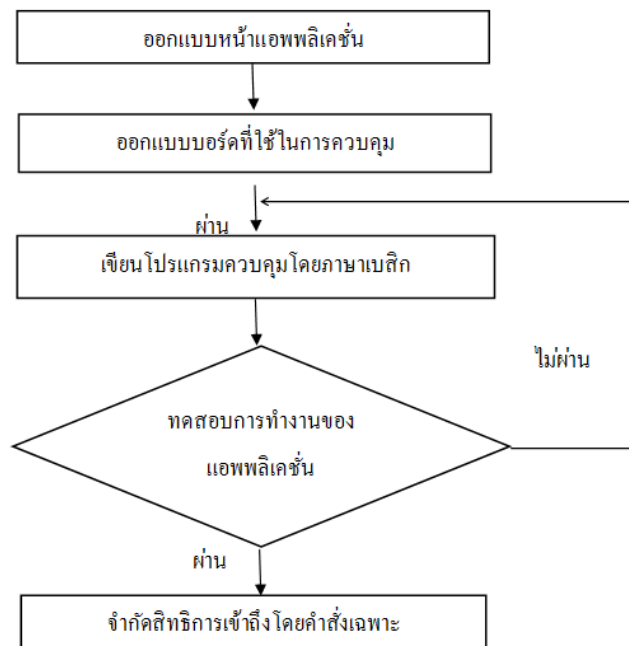 ออกแบบหน้าแอพพลิเคชั่น
ออกแบบบอร์ดที่ใช้ในการควบคุม
ผ่าน
เขียนโปรแกรมควบคุมโดยภาษาเบสิก
ไม่ผ่าน
ทดสอบการทำงานของ
แอพพลิเคชั่น
ผ่าน
จำกัดสิทธิการเข้าถึงโดยคำสั่งเฉพาะ